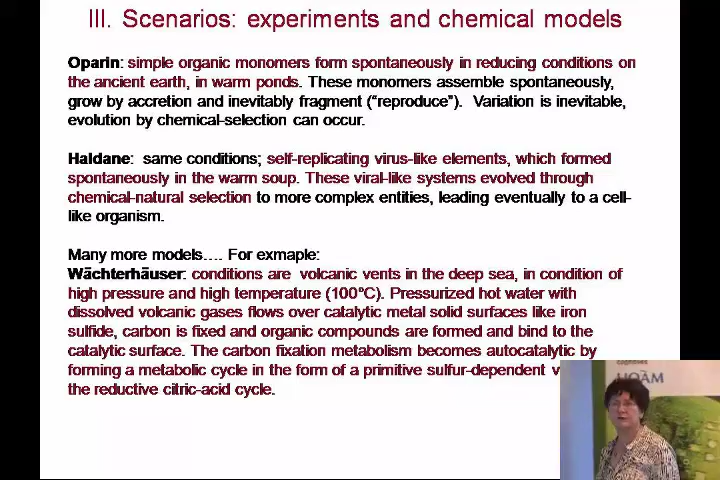 III. Scenarios: experiments and chemical models
Oparin: simple organic monomers form spontaneously in reducing conditions on
the ancient earth, in warm ponds. These monomers assemble spontaneously,
grow by accretion and inevitably fragment (“reproduce”). Variation is inevitable,
evolution by chemical-selection can occur.
Haldane: same conditions; self-replicating virus-like elements, which formed
spontaneously in the warm soup. These viral-like systems evolved through
chemical-natural selection to more complex entities, leading eventually to a cell-
like organism.
Many more models…. For exmaple:
Wächterhäuser: conditions are volcanic vents in the deep sea, in condition of
high pressure and high temperature (100°C). Pressurized hot water with
dissolved volcanic gases flows over catalytic metal solid surfaces like iron
sulfide, carbon is fixed and organic compounds are formed and bind to the
catalytic surface. The carbon fixation metabolism becomes autocatalytic by
forming a metabolic cycle in the form of a primitive sulfur-dependent v
the reductive citric-acid cycle.